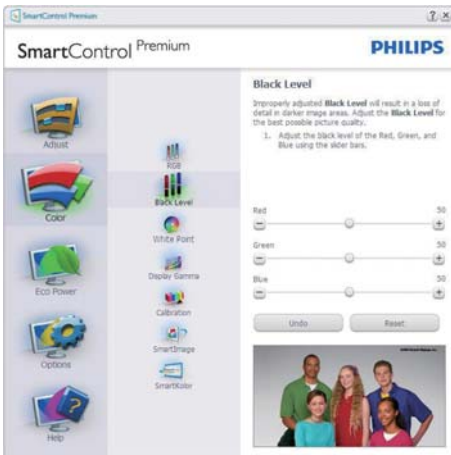 SmartControl Premium
? ×
SmartControl Premium
PHILIPS
Adjust
Color
Eco Power
Options
Help
RGB
Black Level
White Point
Display Gamma
Calibration
SmartImage
SmartKolor
Black Level
Improperly adjusted Black Level will result in a loss of
detail in darker image areas. Adjust the Black Level for
the best possible picture quality.
1. Adjust the black level of the Red, Green, and
Blue using the slider bars.
Red 50
Green 50
Blue 50
Undo Reset